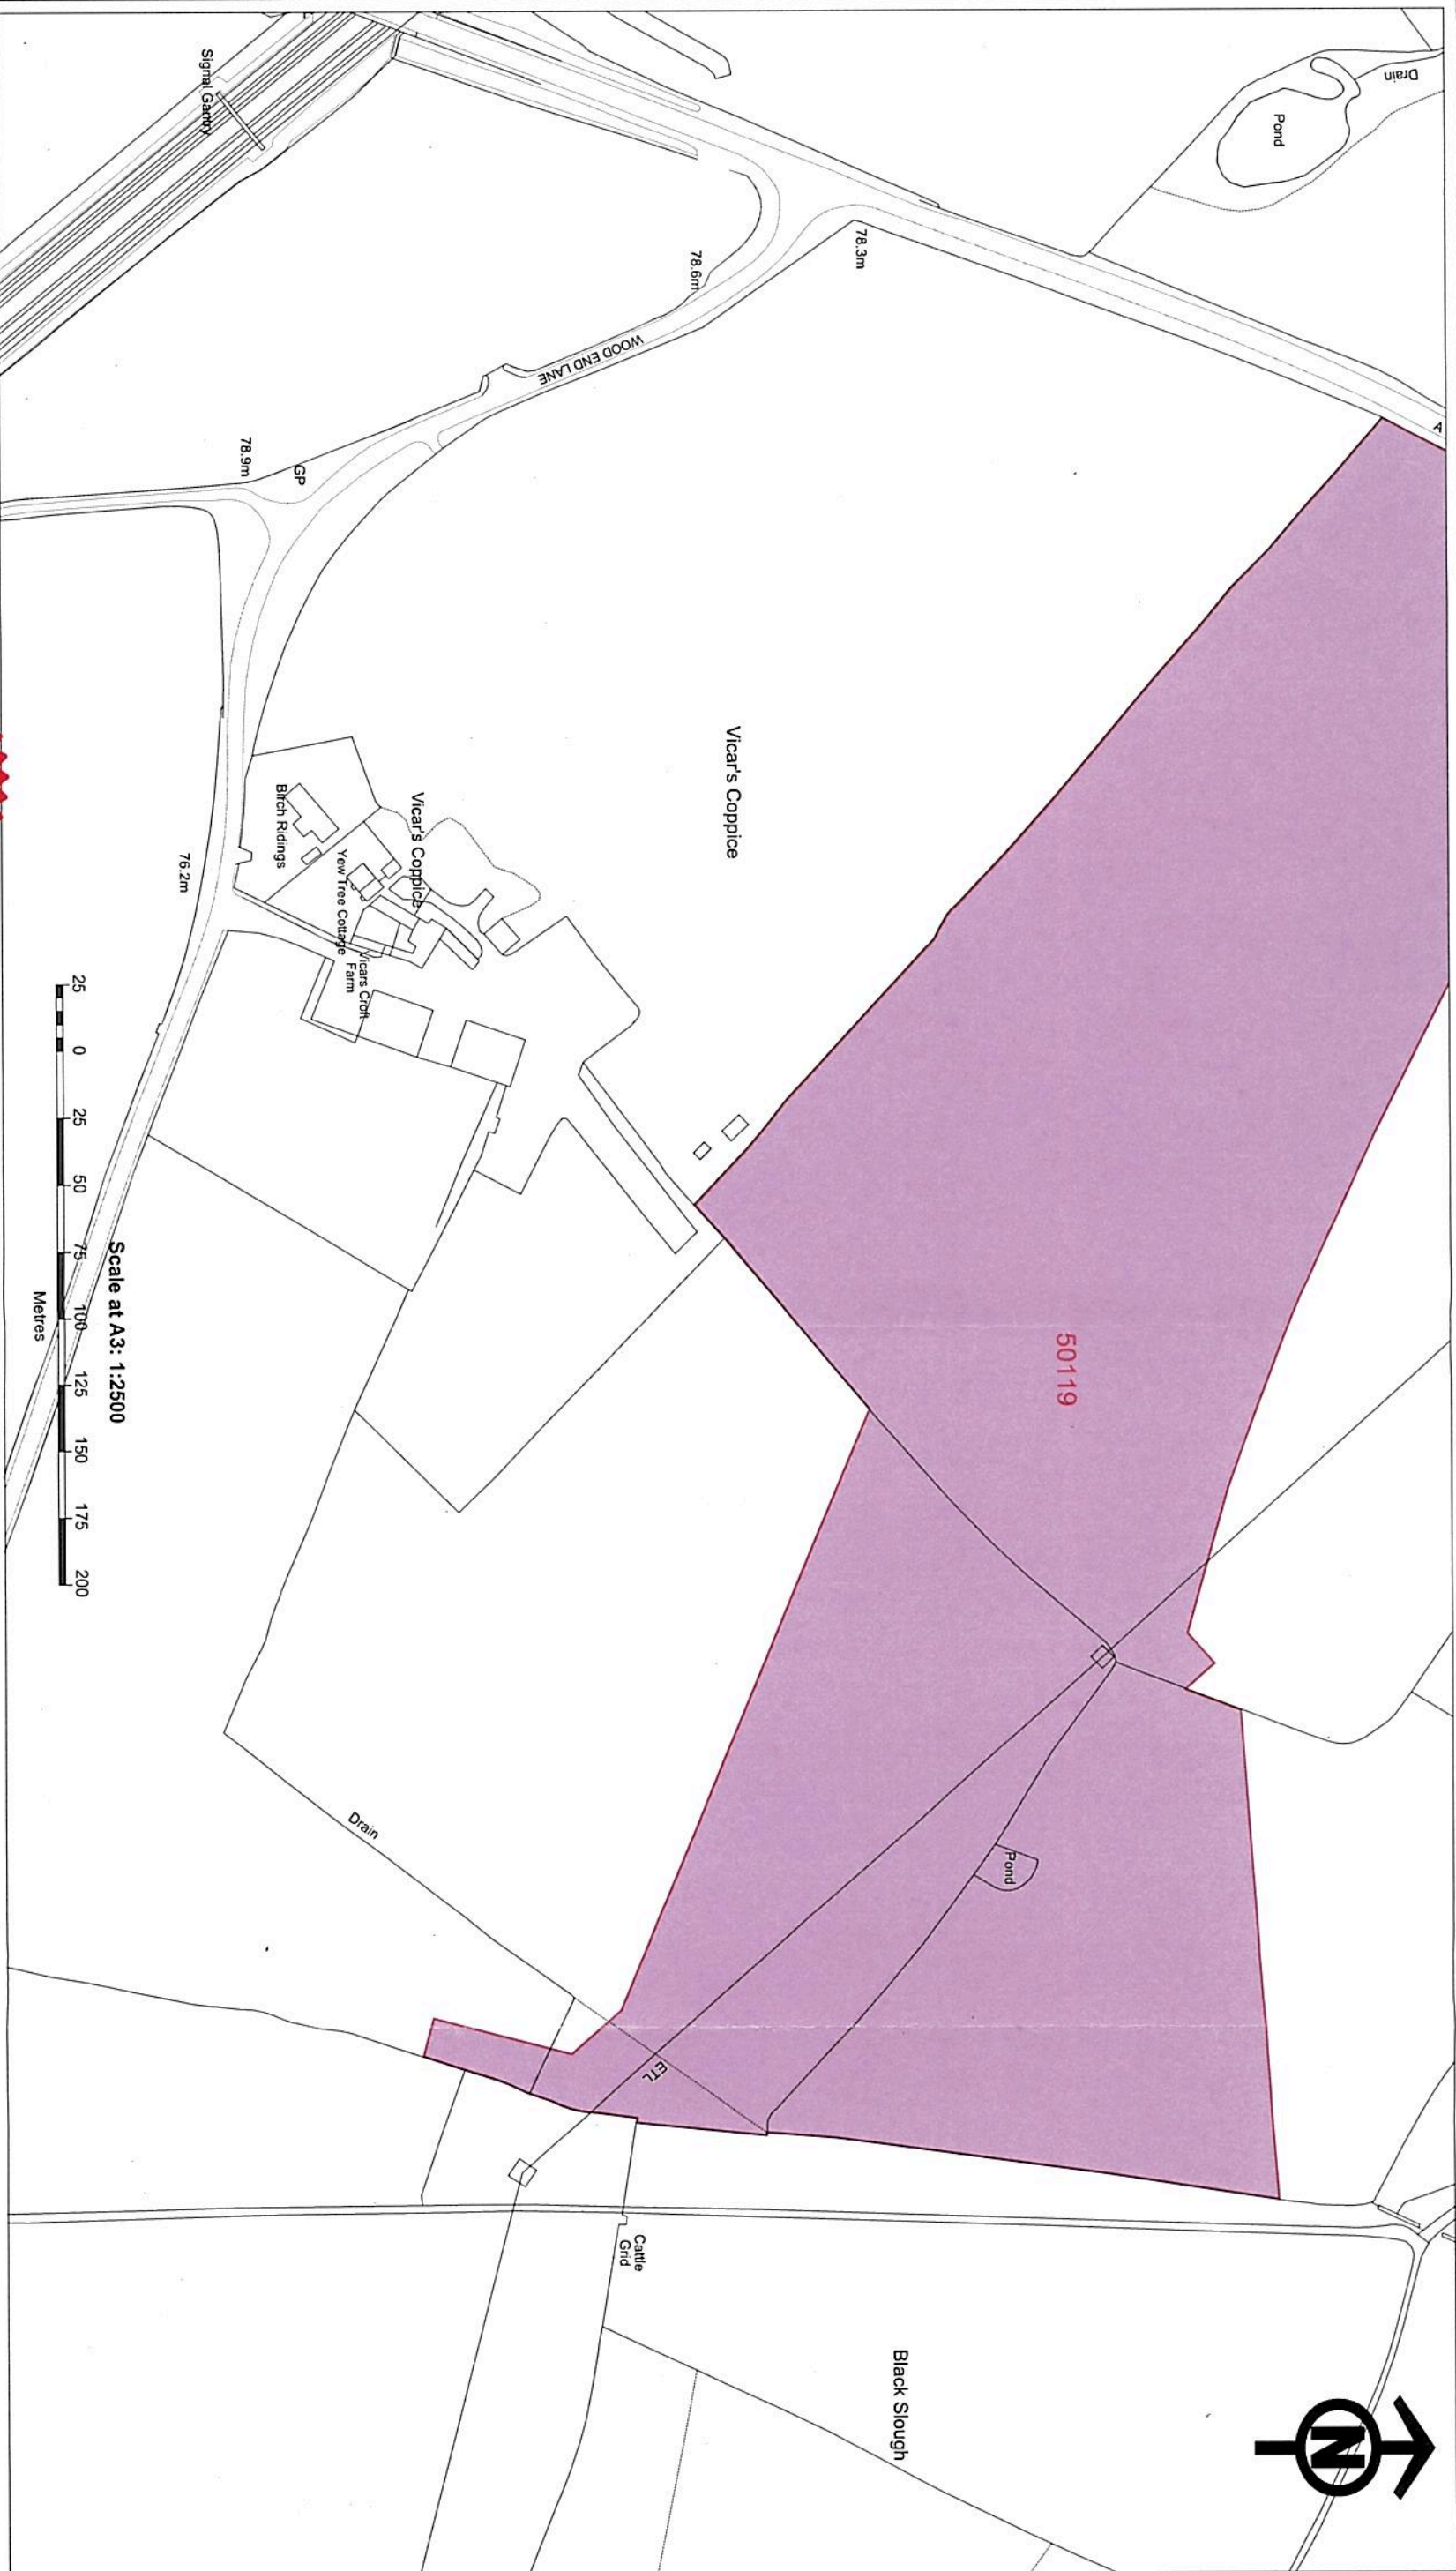 Drain
Pond
Signal Gantry
A
78.3m
78.6m
WOOD END LANE
78.9m
GP
Vicar's Coppice
Vicar's Coppice
Birch Ridings
Yew Tree Cottage
Vicars Croft
Farm
76.2m
50119
Pond
Drain
ETL
Cattle
Grid
Black Slough
N
Scale at A3: 1:2500
25 0 25 50 75 100 125 150 175 200
Metres